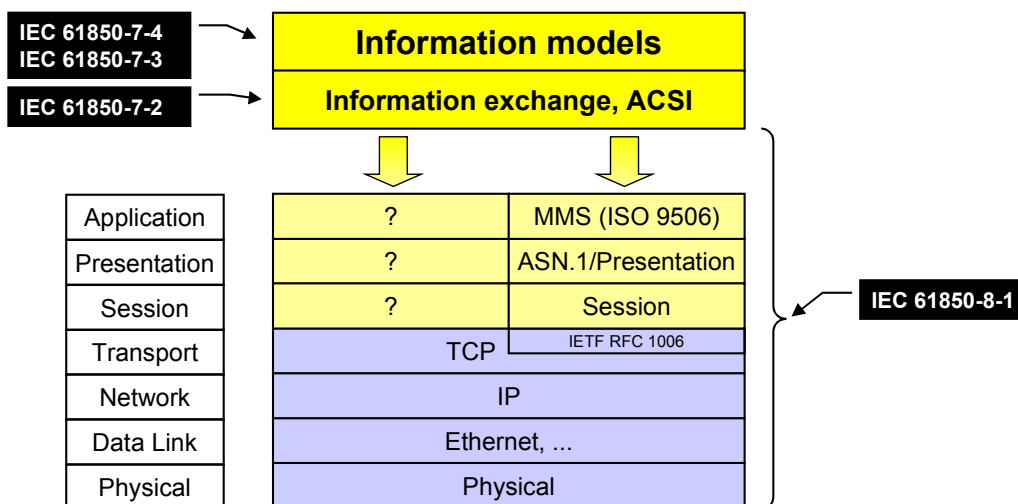 IEC 61850-7-4
IEC 61850-7-3
Information models
IEC 61850-7-2
Information exchange, ACSI
Application
?
MMS (ISO 9506)
Presentation
?
ASN.1/Presentation
Session
?
Session
IEC 61850-8-1
Transport
TCP
IETF RFC 1006
Network
IP
Data Link
Ethernet, ...
Physical
Physical